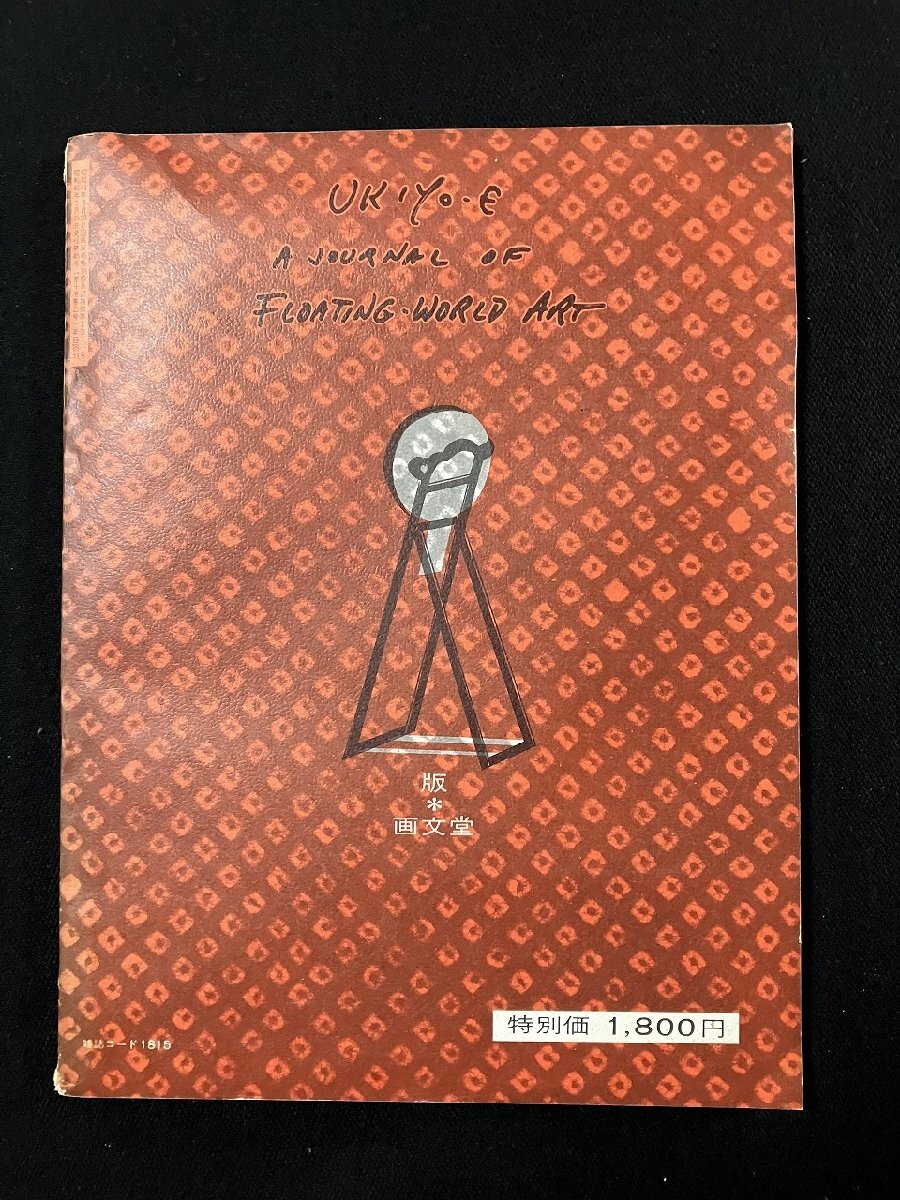 UKIYO-E
A JOURNAL OF
FLOATING-WORLD ART
版
*
画文堂
特別価 1,800円
雑誌コード1815